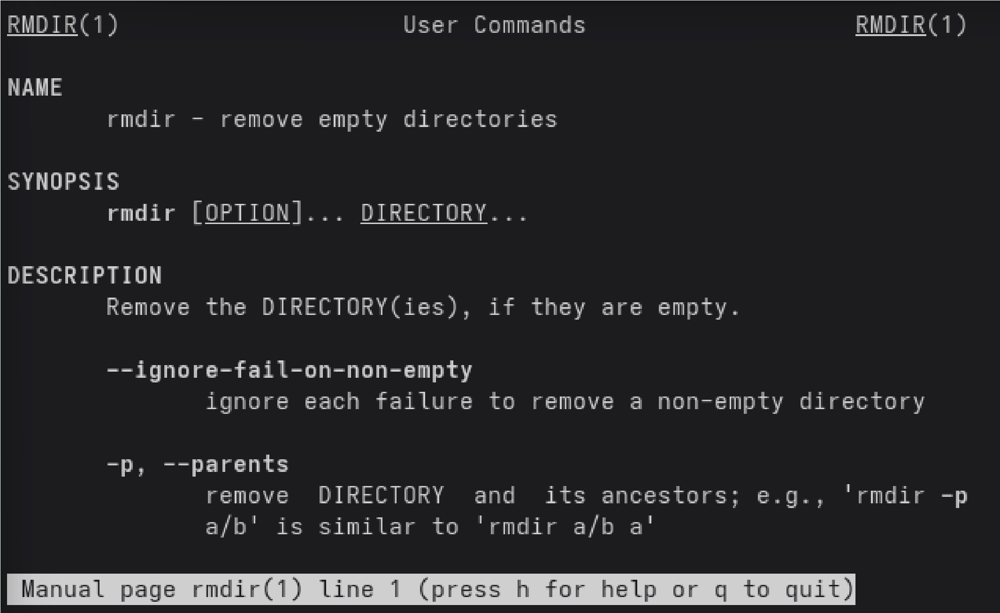 RMDIR(1) User Commands RMDIR(1)
NAME
rmdir - remove empty directories
SYNOPSIS
rmdir [OPTION]... DIRECTORY...
DESCRIPTION
Remove the DIRECTORY(ies), if they are empty.
--ignore-fail-on-non-empty
ignore each failure to remove a non-empty directory
-p, --parents
remove DIRECTORY and its ancestors; e.g., 'rmdir -p
a/b' is similar to 'rmdir a/b a'
Manual page rmdir(1) line 1 (press h for help or q to quit)